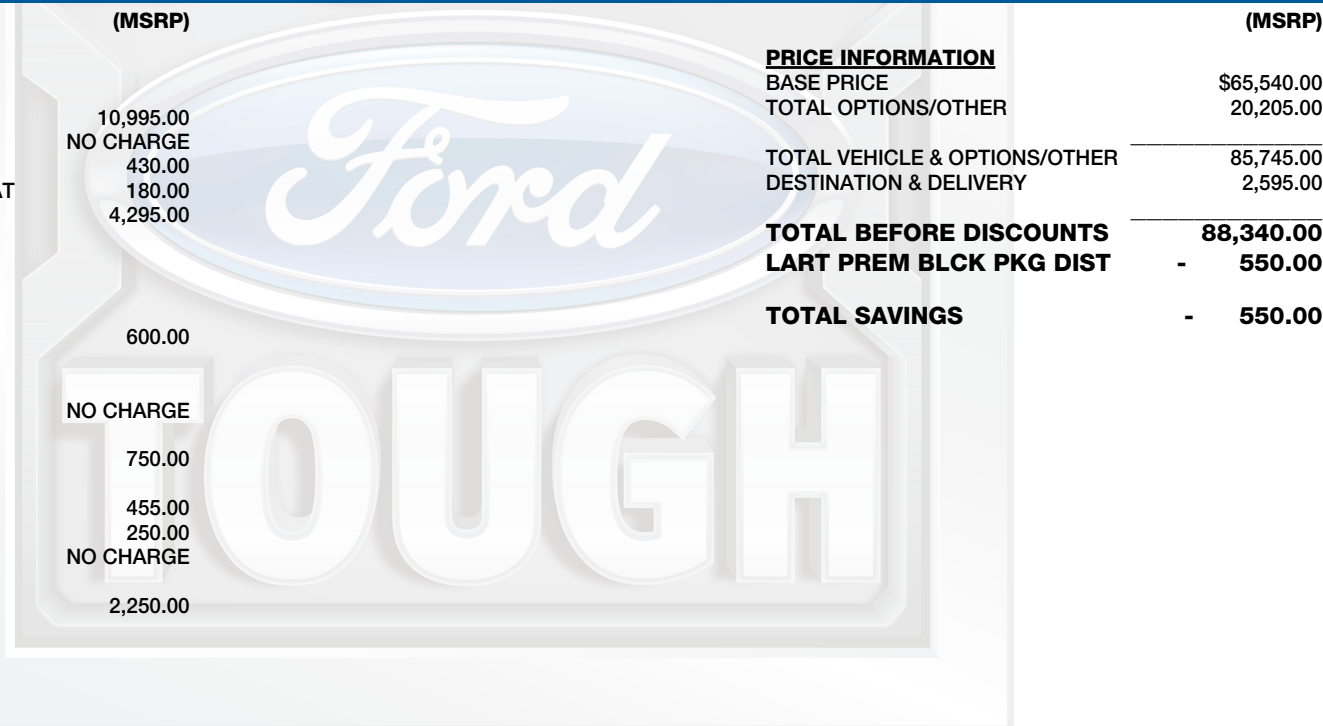 (MSRP)
10,995.00
NO CHARGE
430.00
AT 180.00
4,295.00
600.00
NO CHARGE
750.00
455.00
250.00
NO CHARGE
2,250.00
Ford
TOUGH
(MSRP)
PRICE INFORMATION
BASE PRICE $65,540.00
TOTAL OPTIONS/OTHER 20,205.00
TOTAL VEHICLE & OPTIONS/OTHER 85,745.00
DESTINATION & DELIVERY 2,595.00
TOTAL BEFORE DISCOUNTS 88,340.00
LART PREM BLCK PKG DIST - 550.00
TOTAL SAVINGS - 550.00